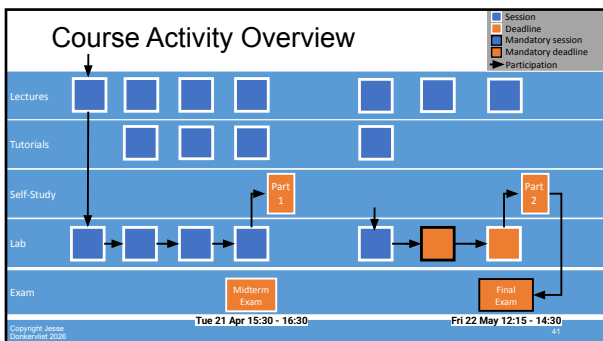 Course Activity Overview
Session
Deadline
Mandatory session
Mandatory deadline
Participation
Lectures
Tutorials
Self-Study
Part
1
Part
2
Lab
Exam
Midterm
Exam
Final
Exam
Tue 21 Apr 15:30 - 16:30
Fri 22 May 12:15 - 14:30
Copyright Jesse
Donkervliet 2026
41